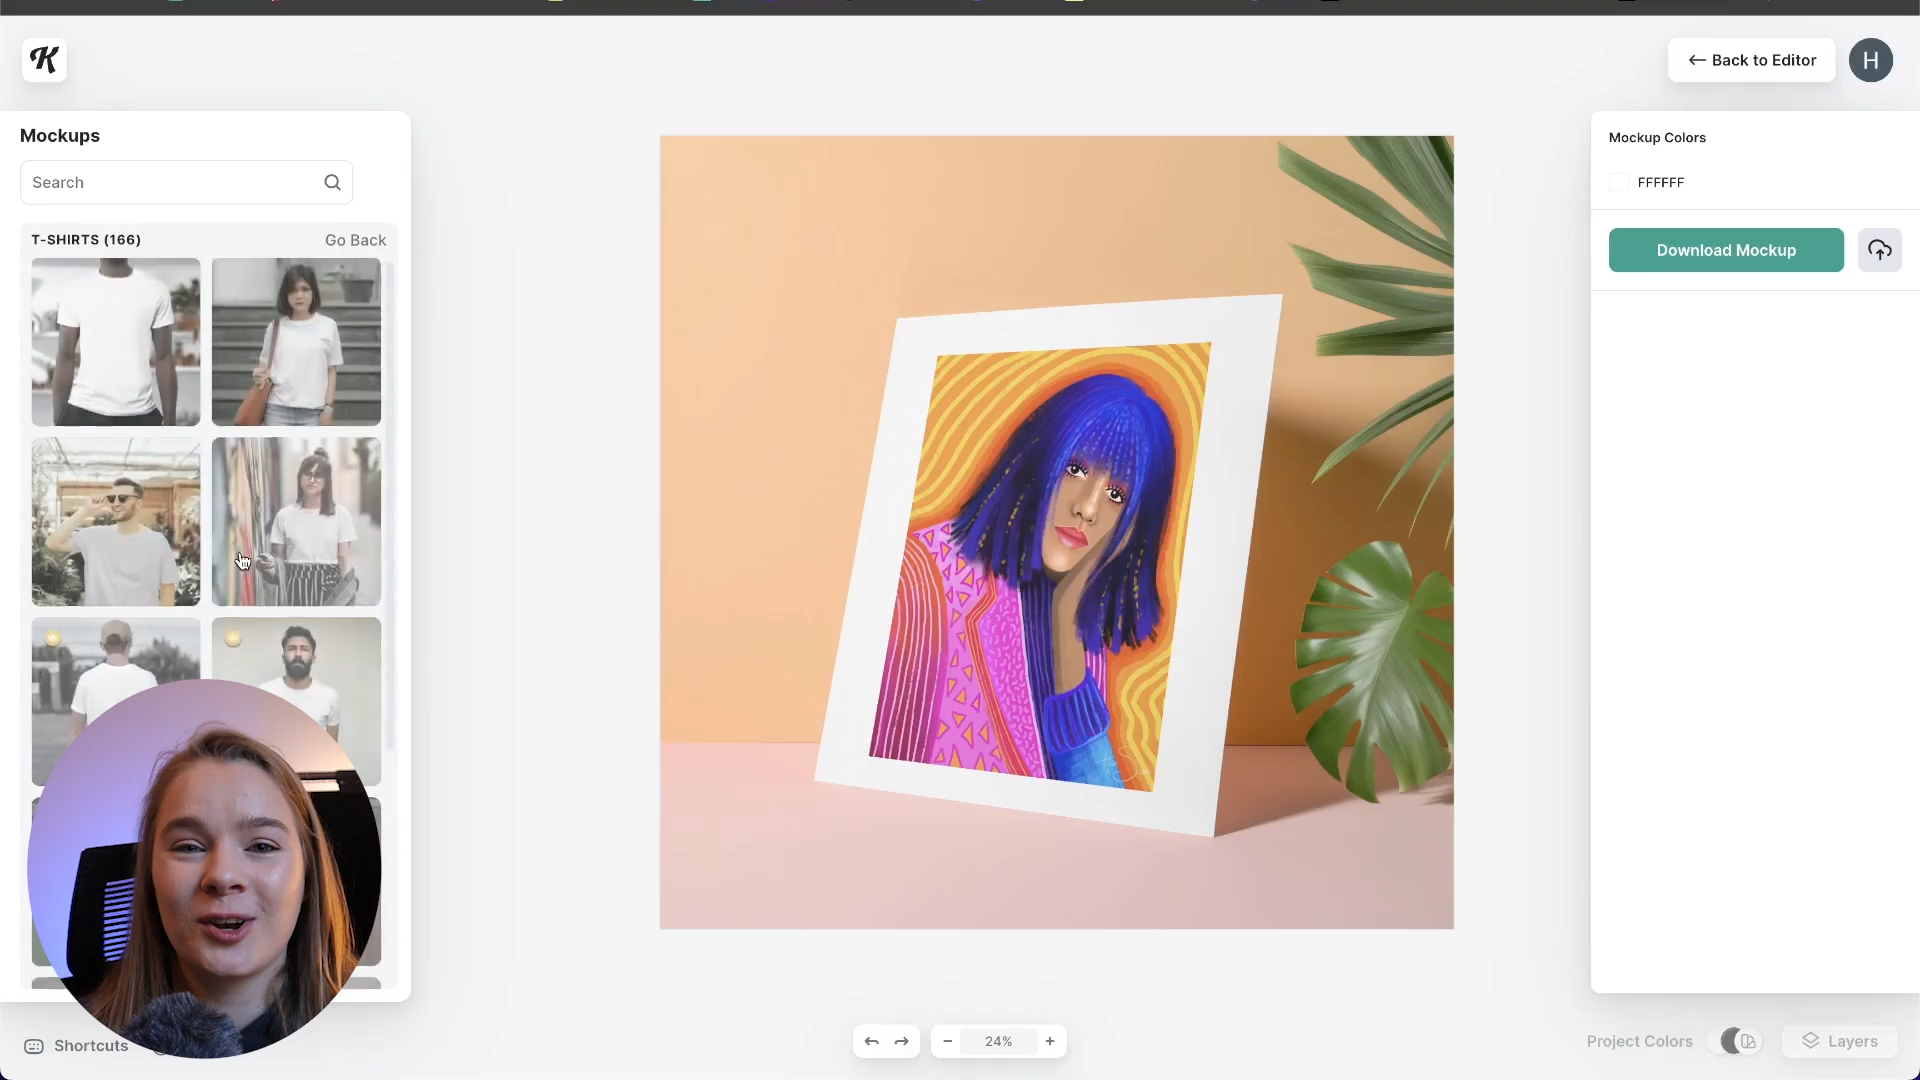 K
Back to Editor
H
Mockups
Search
T-SHIRTS (166)
Go Back
Mockup Colors
FFFFFF
Download Mockup
Shortcuts
24%
Project Colors
Layers